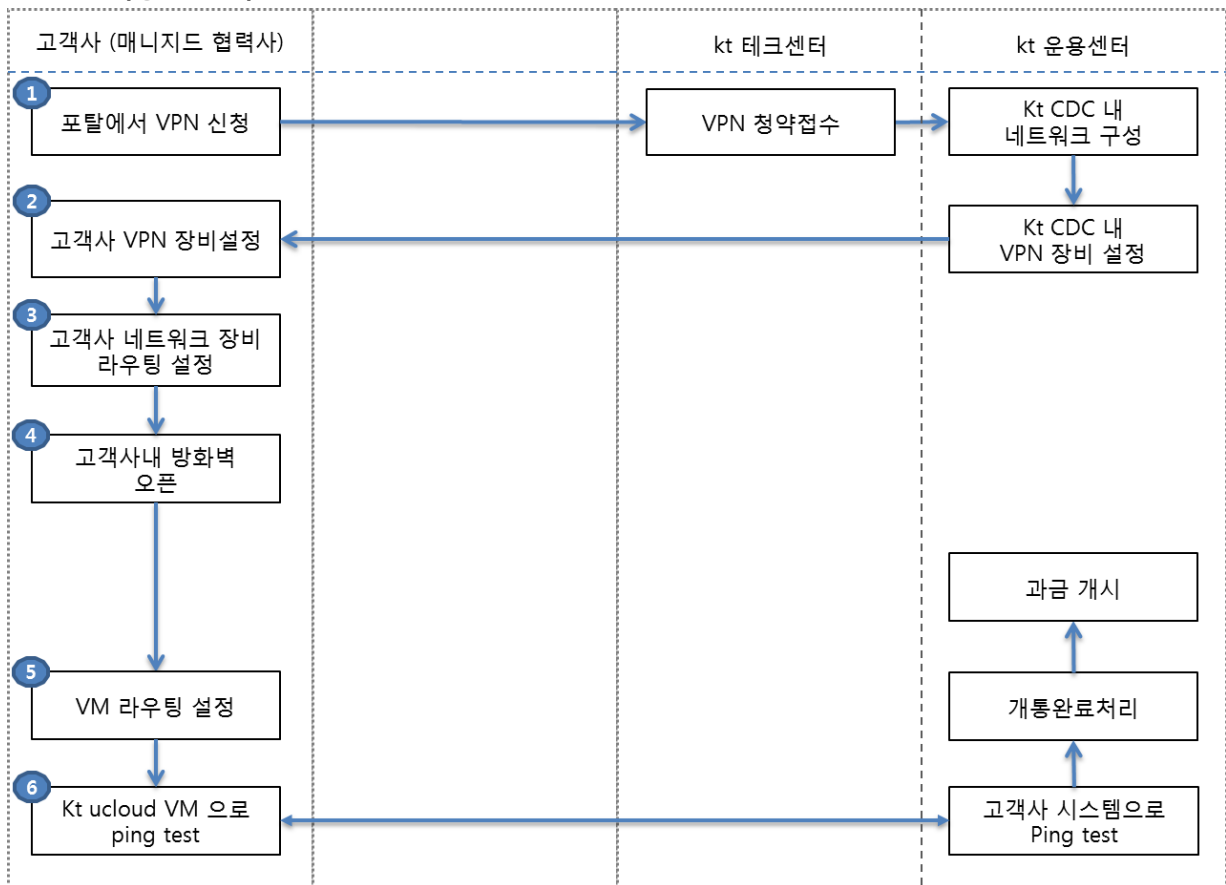 고객사 (매니지드 협력사)
kt 테크센터
kt 운용센터
1
포탈에서 VPN 신청
VPN 청약접수
Kt CDC 내
네트워크 구성
2
고객사 VPN 장비설정
Kt CDC 내
VPN 장비 설정
3
고객사 네트워크 장비
라우팅 설정
4
고객사내 방화벽
오픈
과금 개시
5
VM 라우팅 설정
개통완료처리
6
Kt ucloud VM 으로
ping test
고객사 시스템으로
Ping test